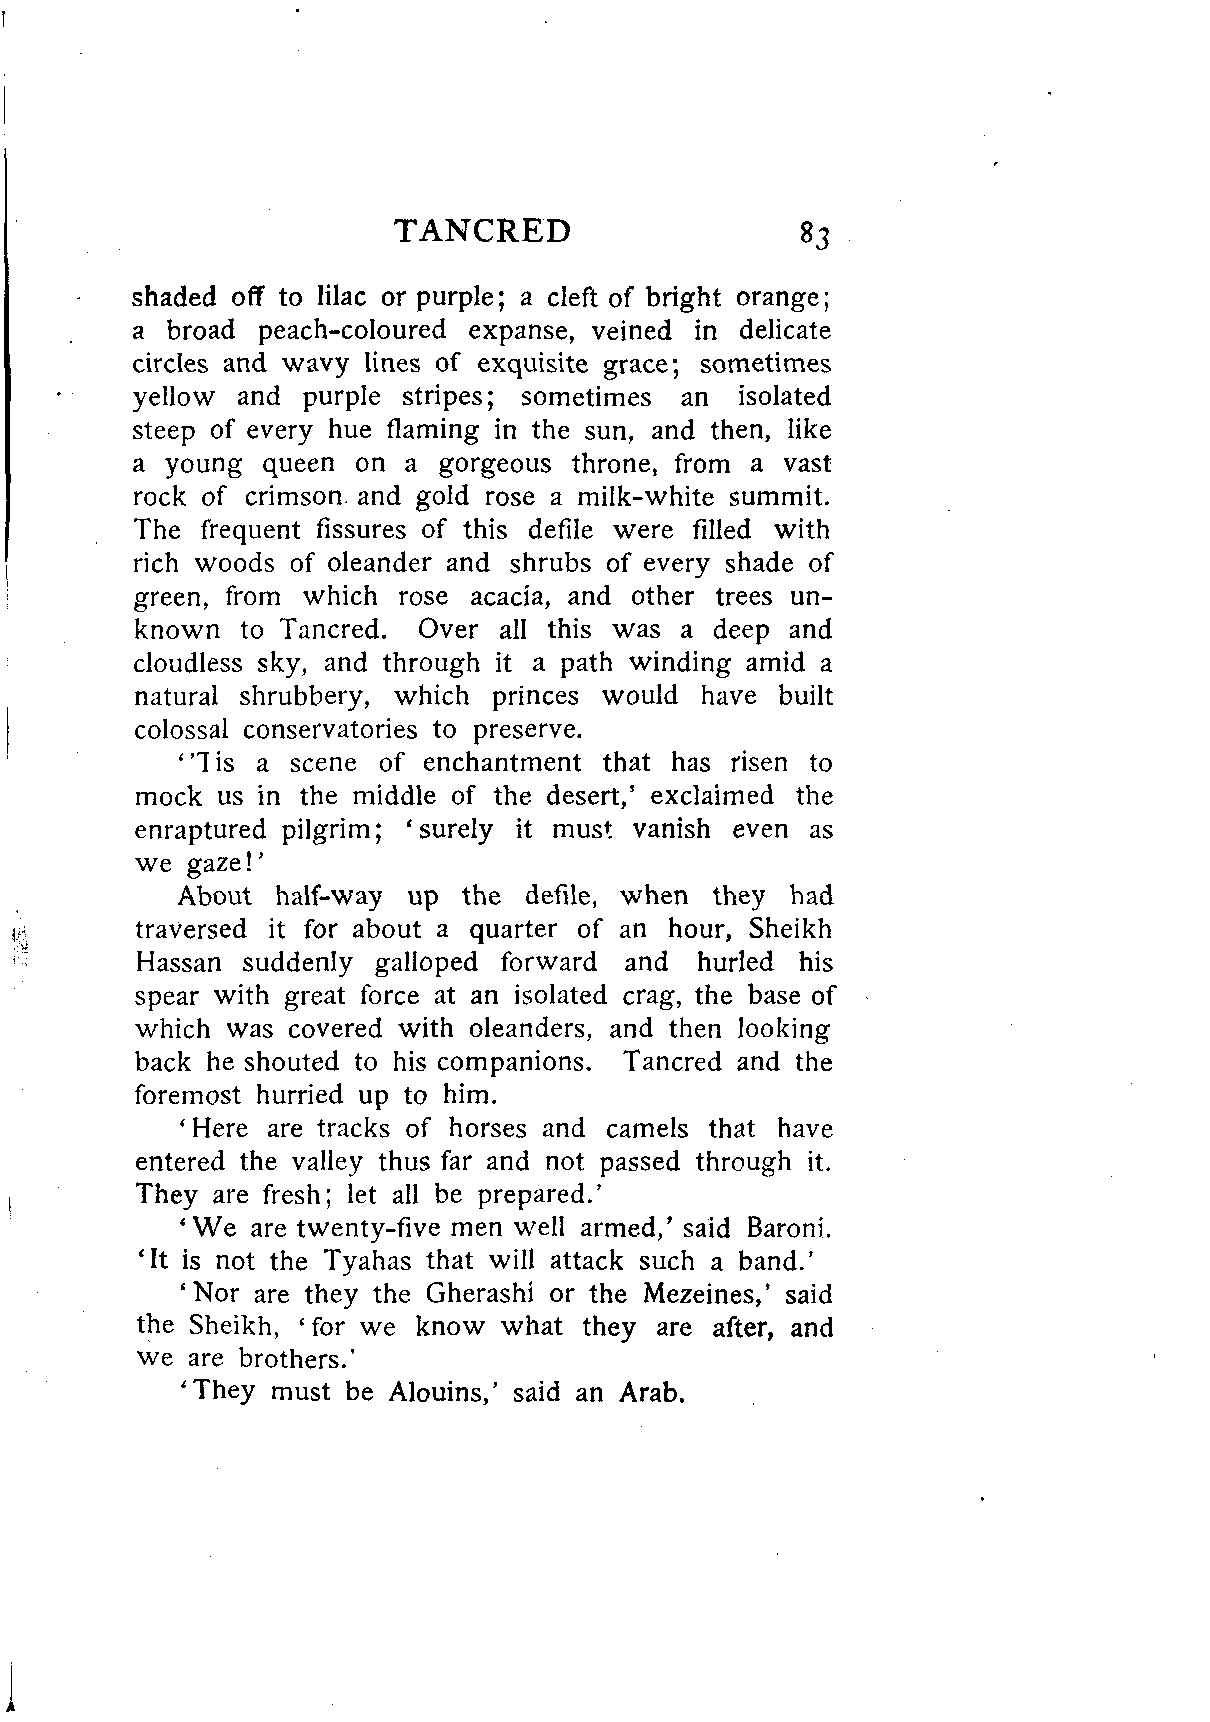 TANCRED 83
shaded off to lilac or purple; a cleft of bright orange;
a broad peach-coloured expanse, veined in delicate
circles and wavy lines of exquisite grace; sometimes
yellow and purple stripes; sometimes an isolated
steep of every hue flaming in the sun, and then, like
a young queen on a gorgeous throne, from a vast
rock of crimson and gold rose a milk-white summit.
The frequent fissures of this defile were filled with
rich woods of oleander and shrubs of every shade of
green, from which rose acacia, and other trees un-
known to Tancred. Over all this was a deep and
cloudless sky, and through it a path winding amid a
natural shrubbery, which princes would have built
colossal conservatories to preserve.
‘’Tis a scene of enchantment that has risen to
mock us in the middle of the desert,’ exclaimed the
enraptured pilgrim; ‘surely it must vanish even as
we gaze!’
About half-way up the defile, when they had
traversed it for about a quarter of an hour, Sheikh
Hassan suddenly galloped forward and hurled his
spear with great force at an isolated crag, the base of
which was covered with oleanders, and then looking
back he shouted to his companions. Tancred and the
foremost hurried up to him.
‘Here are tracks of horses and camels that have
entered the valley thus far and not passed through it.
They are fresh; let all be prepared.’
‘We are twenty-five men well armed,’ said Baroni.
‘It is not the Tyahas that will attack such a band.’
‘Nor are they the Gherashi or the Mezeines,’ said
the Sheikh, ‘for we know what they are after, and
we are brothers.’
‘They must be Alouins,’ said an Arab.